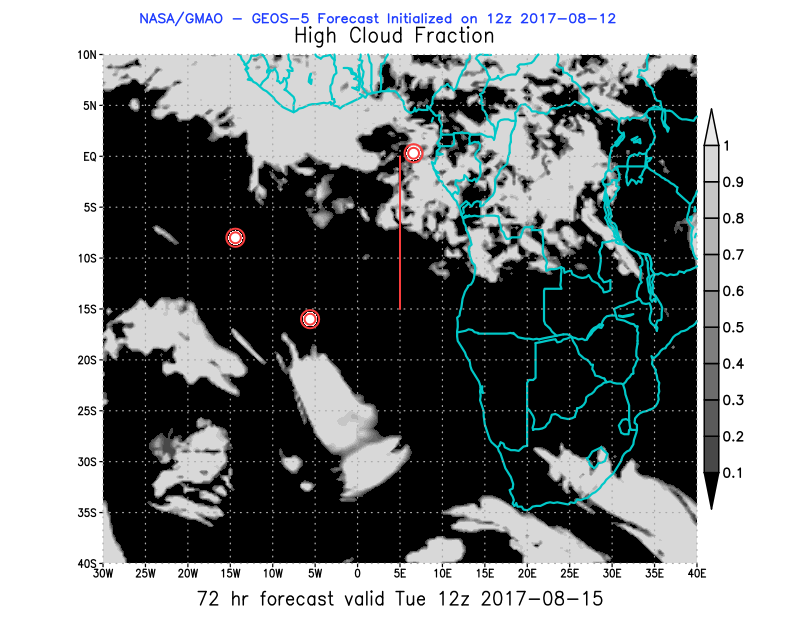 NASA/GMAO - GEOS-5 Forecast Initialized on 12z 2017-08-12
High Cloud Fraction
10N
5N
EQ
5S
10S
15S
20S
25S
30S
35S
40S
30W 25W 20W 15W 10W 5W 0 5E 10E 15E 20E 25E 30E 35E 40E
1
0.9
0.8
0.7
0.6
0.5
0.4
0.3
0.2
0.1
72 hr forecast valid Tue 12z 2017-08-15